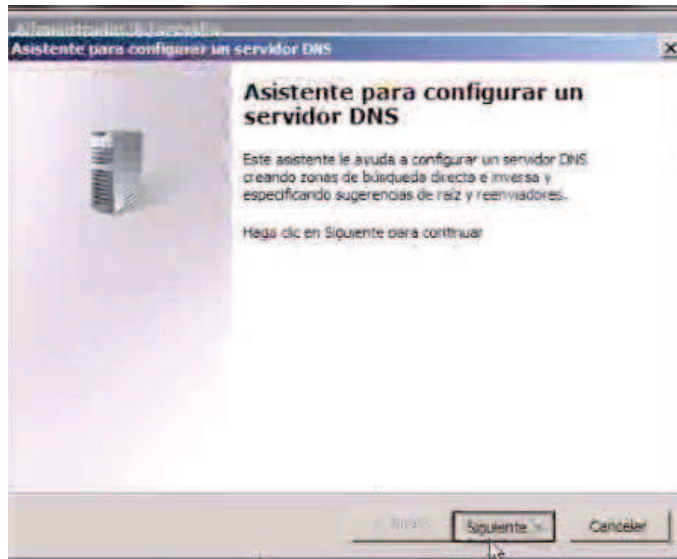 Asistente para configurar un servidor DNS
Asistente para configurar un
servidor DNS
Este asistente le ayuda a configurar un servidor DNS
creando zonas de búsqueda directa e inversa y
especificando sugerencias de raíz y reenviadores.
Haga clic en Siguiente para continuar
Siguiente >
Cancelar